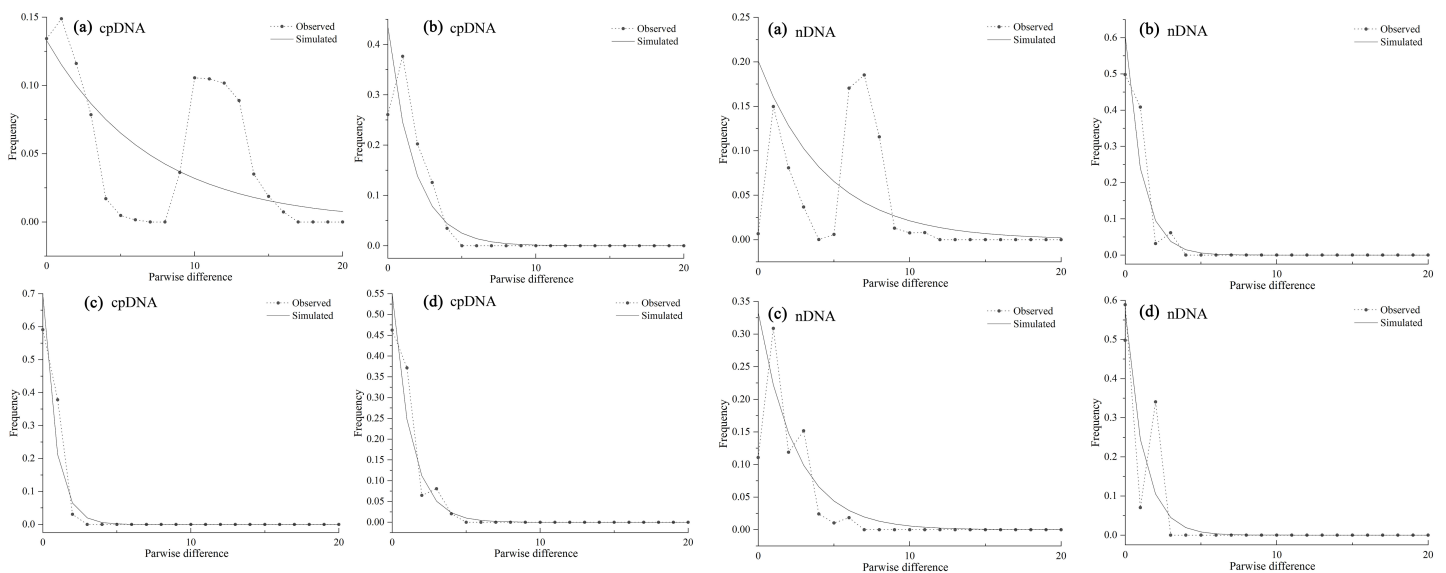 (a) cpDNA
Observed
Simulated
0.15
0.10
0.05
0.00
Frequency
0
10
20
Parwise difference
(b) cpDNA
Observed
Simulated
0.4
0.3
0.2
0.1
0.0
Frequency
0
10
20
Parwise difference
(a) nDNA
Observed
Simulated
0.25
0.20
0.15
0.10
0.05
0.00
Frequency
0
10
20
Parwise difference
(b) nDNA
Observed
Simulated
0.6
0.5
0.4
0.3
0.2
0.1
0.0
Frequency
0
10
20
Parwise difference
(c) cpDNA
Observed
Simulated
0.7
0.6
0.5
0.4
0.3
0.2
0.1
0.0
Frequency
0
10
20
Parwise difference
(d) cpDNA
Observed
Simulated
0.55
0.50
0.45
0.40
0.35
0.30
0.25
0.20
0.15
0.10
0.05
0.00
Frequency
0
10
20
Parwise difference
(c) nDNA
Observed
Simulated
0.35
0.30
0.25
0.20
0.15
0.10
0.05
0.00
Frequency
0
10
20
Parwise difference
(d) nDNA
Observed
Simulated
0.6
0.5
0.4
0.3
0.2
0.1
0.0
Frequency
0
10
20
Parwise difference